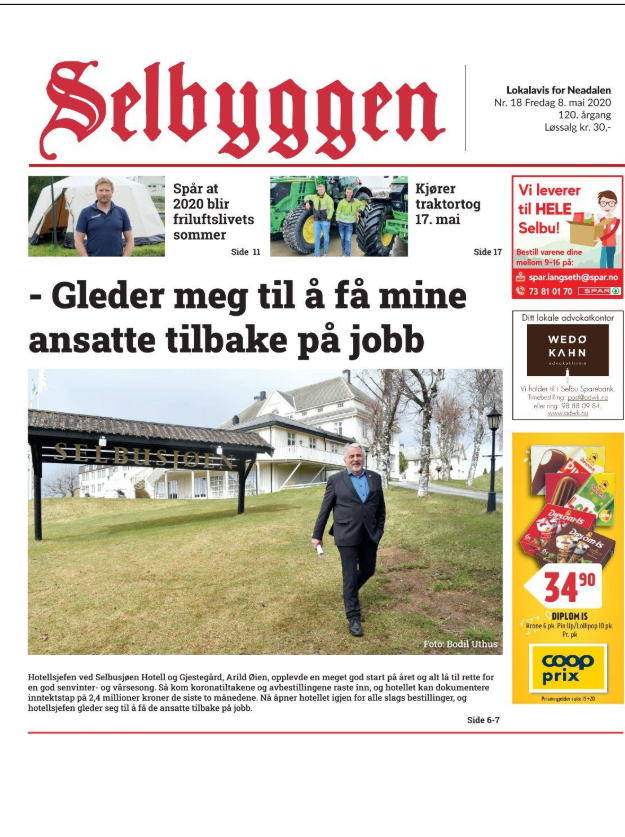 Selbyggen
Lokalavis for Neadalen
Nr. 18 Fredag 8. mai 2020
120. årgang
Løssalg kr. 30,-
Spår at
2020 blir
friluftslivets
sommer
Side 11
Kjører
traktortog
17. mai
Side 17
Vi leverer
til HELE
Selbu!
Bestill varene dine
mellom 9-16 på:
spar.langseth@spar.no
73 81 01 70 SPAR
- Gleder meg til å få mine
ansatte tilbake på jobb
Ditt lokale advokatkontor
WEDØ
KAHN
advokatfirma
Vi holder til i Selbu Sparebank.
Timebestilling: post@adwk.no
eller ring: 98 88 09 84.
www.adwk.no
SELBUSJØEN
Foto: Bodil Uthus
DIPLOM-IS
34 90
DIPLOM IS
Krone 6 pk. Pin Up/Lollipop 10 pk.
Pr. pk
coop
prix
Prisen gjelder i uke 19+20
Hotellsjefen ved Selbusjøen Hotell og Gjestegård, Arild Øien, opplevde en meget god start på året og alt lå til rette for
en god senvinter- og vårsesong. Så kom koronatiltakene og avbestillingene raste inn, og hotellet kan dokumentere
inntektstap på 2,4 millioner kroner de siste to månedene. Nå åpner hotellet igjen for alle slags bestillinger, og
hotellsjefen gleder seg til å få de ansatte tilbake på jobb.
Side 6-7